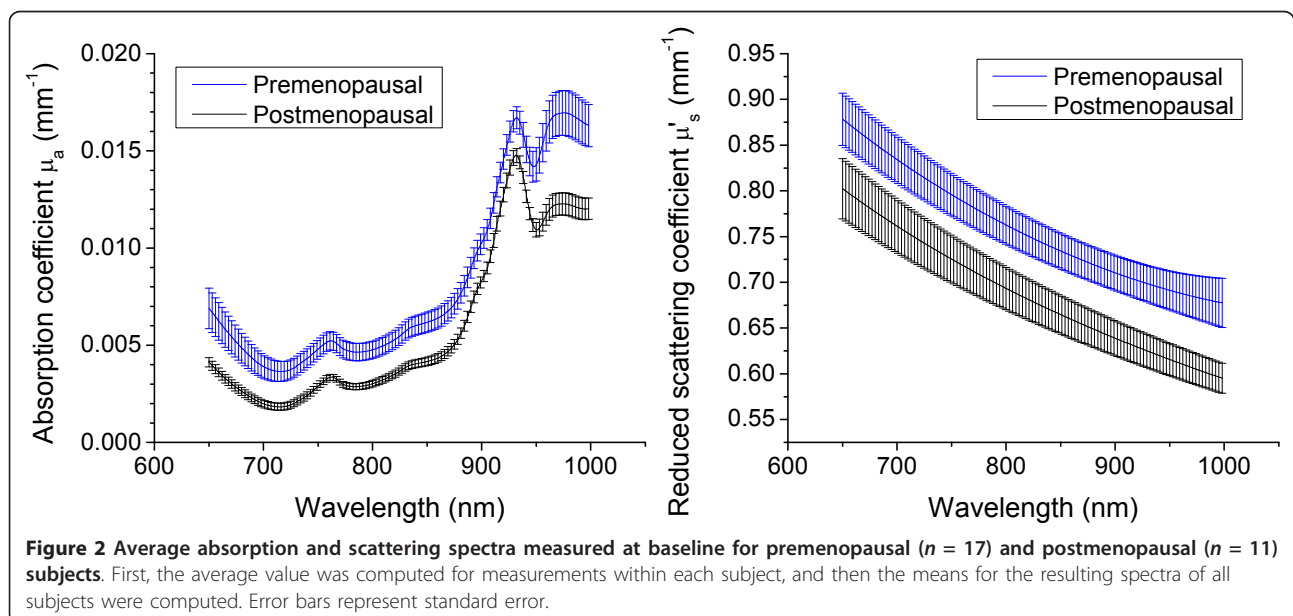 0.020
0.015
0.010
0.005
0.000
Absorption coefficient μa (mm-1)
Premenopausal
Postmenopausal
600 700 800 900 1000
Wavelength (nm)
0.95
0.90
0.85
0.80
0.75
0.70
0.65
0.60
0.55
Reduced scattering coefficient μ's (mm-1)
Premenopausal
Postmenopausal
600 700 800 900 1000
Wavelength (nm)
Figure 2 Average absorption and scattering spectra measured at baseline for premenopausal (n = 17) and postmenopausal (n = 11)
subjects. First, the average value was computed for measurements within each subject, and then the means for the resulting spectra of all
subjects were computed. Error bars represent standard error.